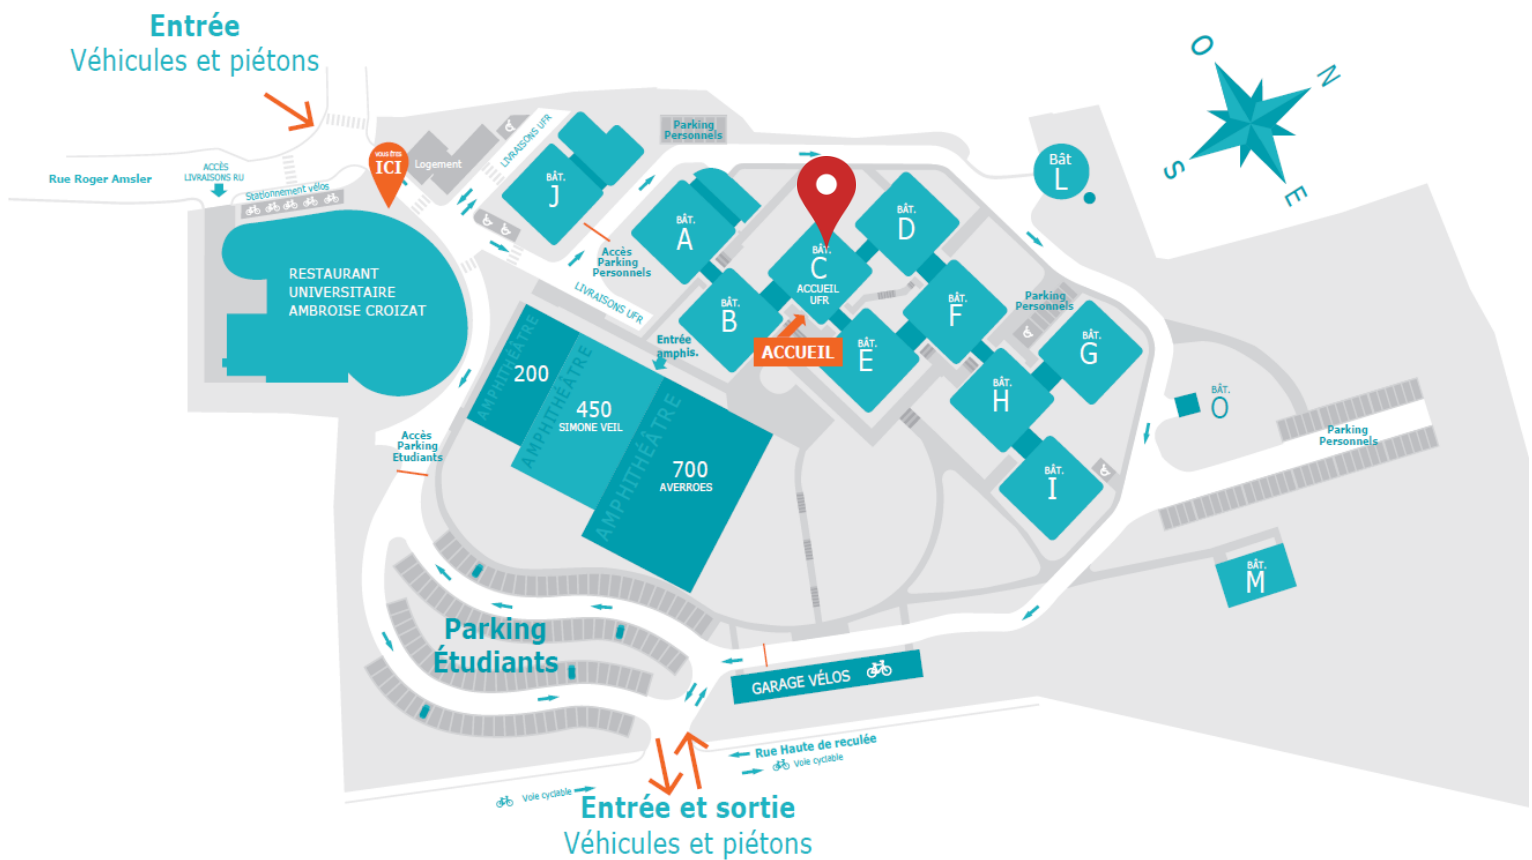 Entrée
Véhicules et piétons
Rue Roger Amsler
ACCÈS
LIVRAISONS RU
Stationnement vélos
VOUS ÊTES
ICI
Logement
LIVRAISONS UFR
BÂT.
J
Parking
Personnels
BÂT.
A
Accès
Parking
Personnels
LIVRAISONS UFR
BÂT.
B
BÂT.
C
ACCUEIL
UFR
BÂT.
D
Bât
L
O
N
S
E
RESTAURANT
UNIVERSITAIRE
AMBROISE CROIZAT
Entrée
amphis.
ACCUEIL
BÂT.
E
BÂT.
F
Parking
Personnels
BÂT.
G
BÂT.
H
BÂT.
I
BÂT.
O
Parking
Personnels
BÂT.
M
AMPHITHÉÂTRE
200
AMPHITHÉÂTRE
450
SIMONE VEIL
AMPHITHÉÂTRE
700
AVERROES
Accès
Parking
Etudiants
Parking
Étudiants
GARAGE VÉLOS
Rue Haute de reculée
Voie cyclable
Voie cyclable
Entrée et sortie
Véhicules et piétons